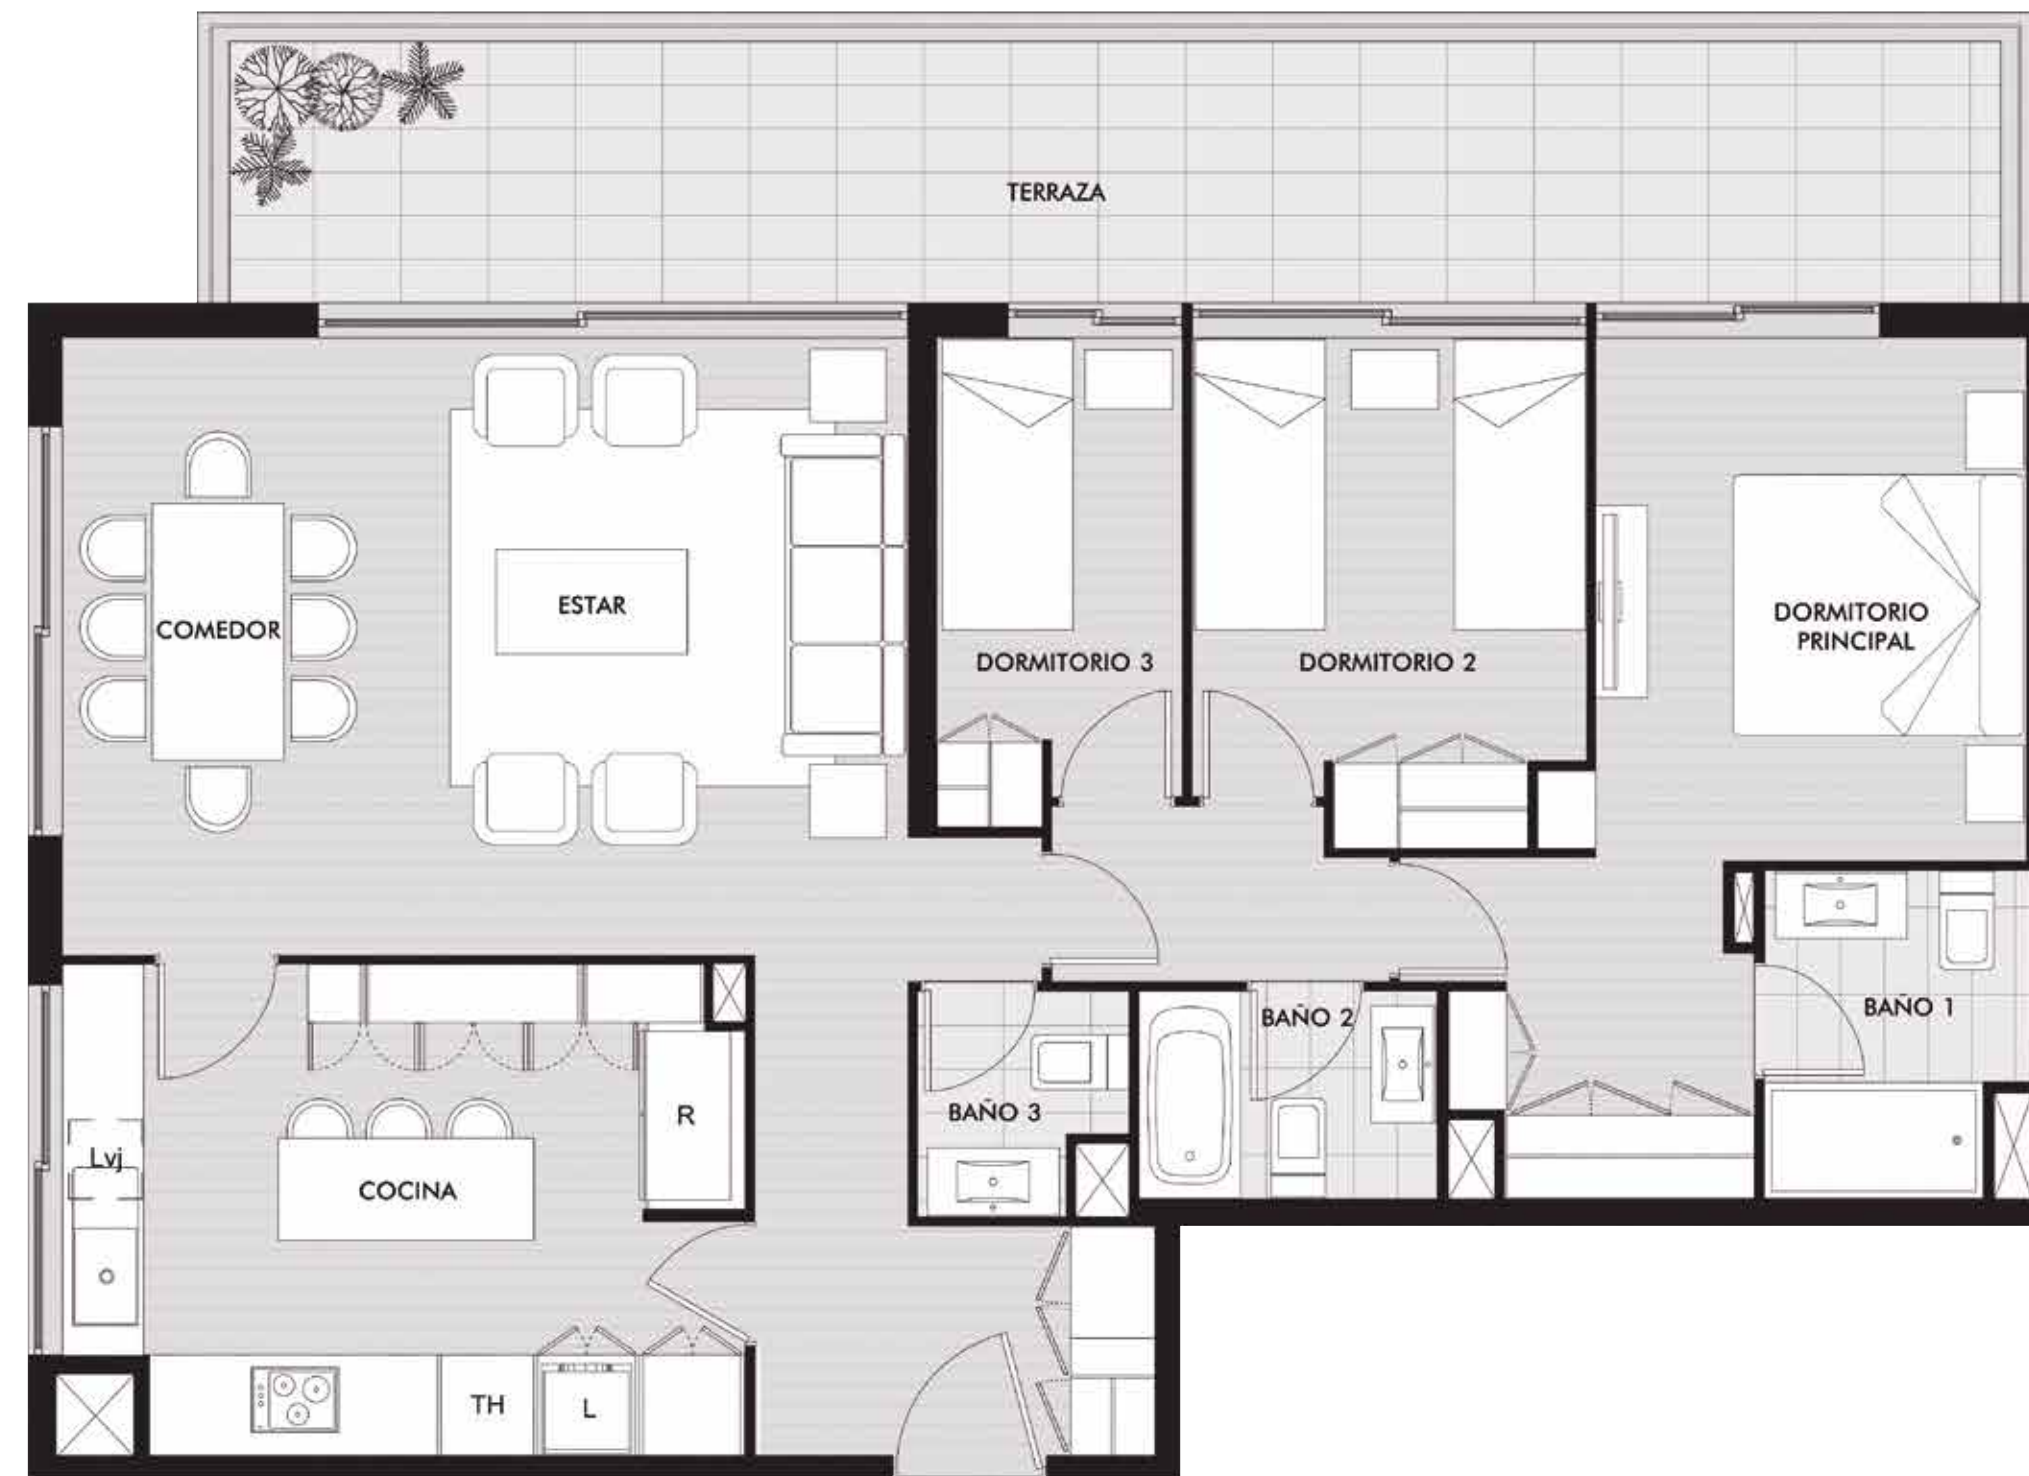 TERRAZA
COMEDOR
ESTAR
DORMITORIO 3
DORMITORIO 2
DORMITORIO
PRINCIPAL
BAÑO 1
BAÑO 2
BAÑO 3
R
Lvj
COCINA
TH
L